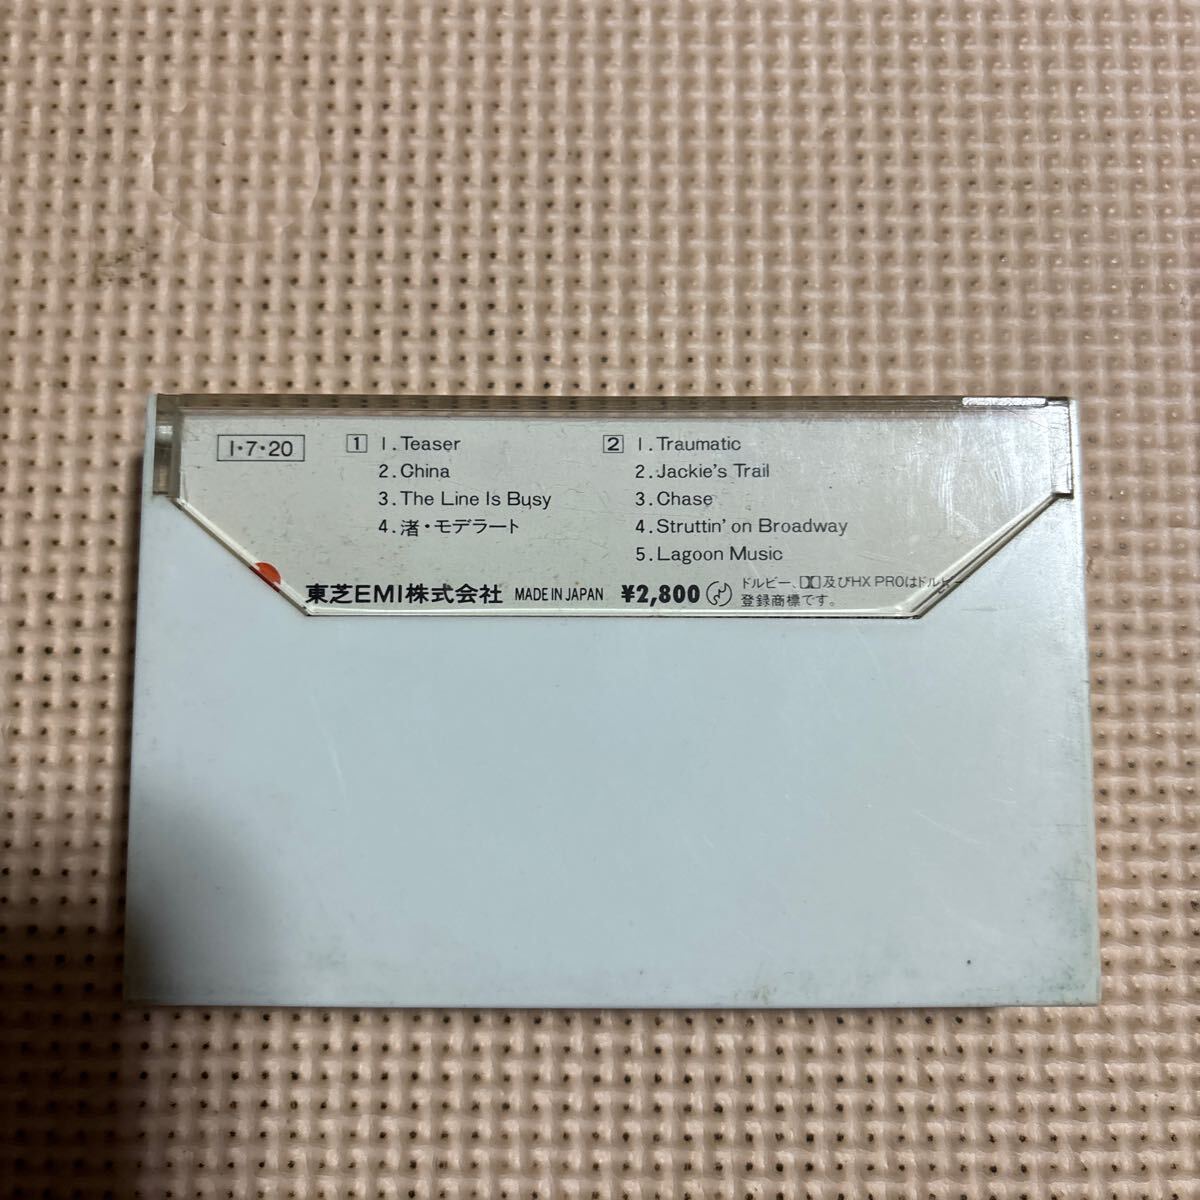 1・7・20
1 1.Teaser
2.China
3.The Line Is Busy
4.渚・モデラート
2 1.Traumatic
2.Jackie's Trail
3.Chase
4.Struttin' on Broadway
5.Lagoon Music
東芝EMI株式会社 MADE IN JAPAN ¥2,800
ドルビー、及びHX PROはドルビー
登録商標です。